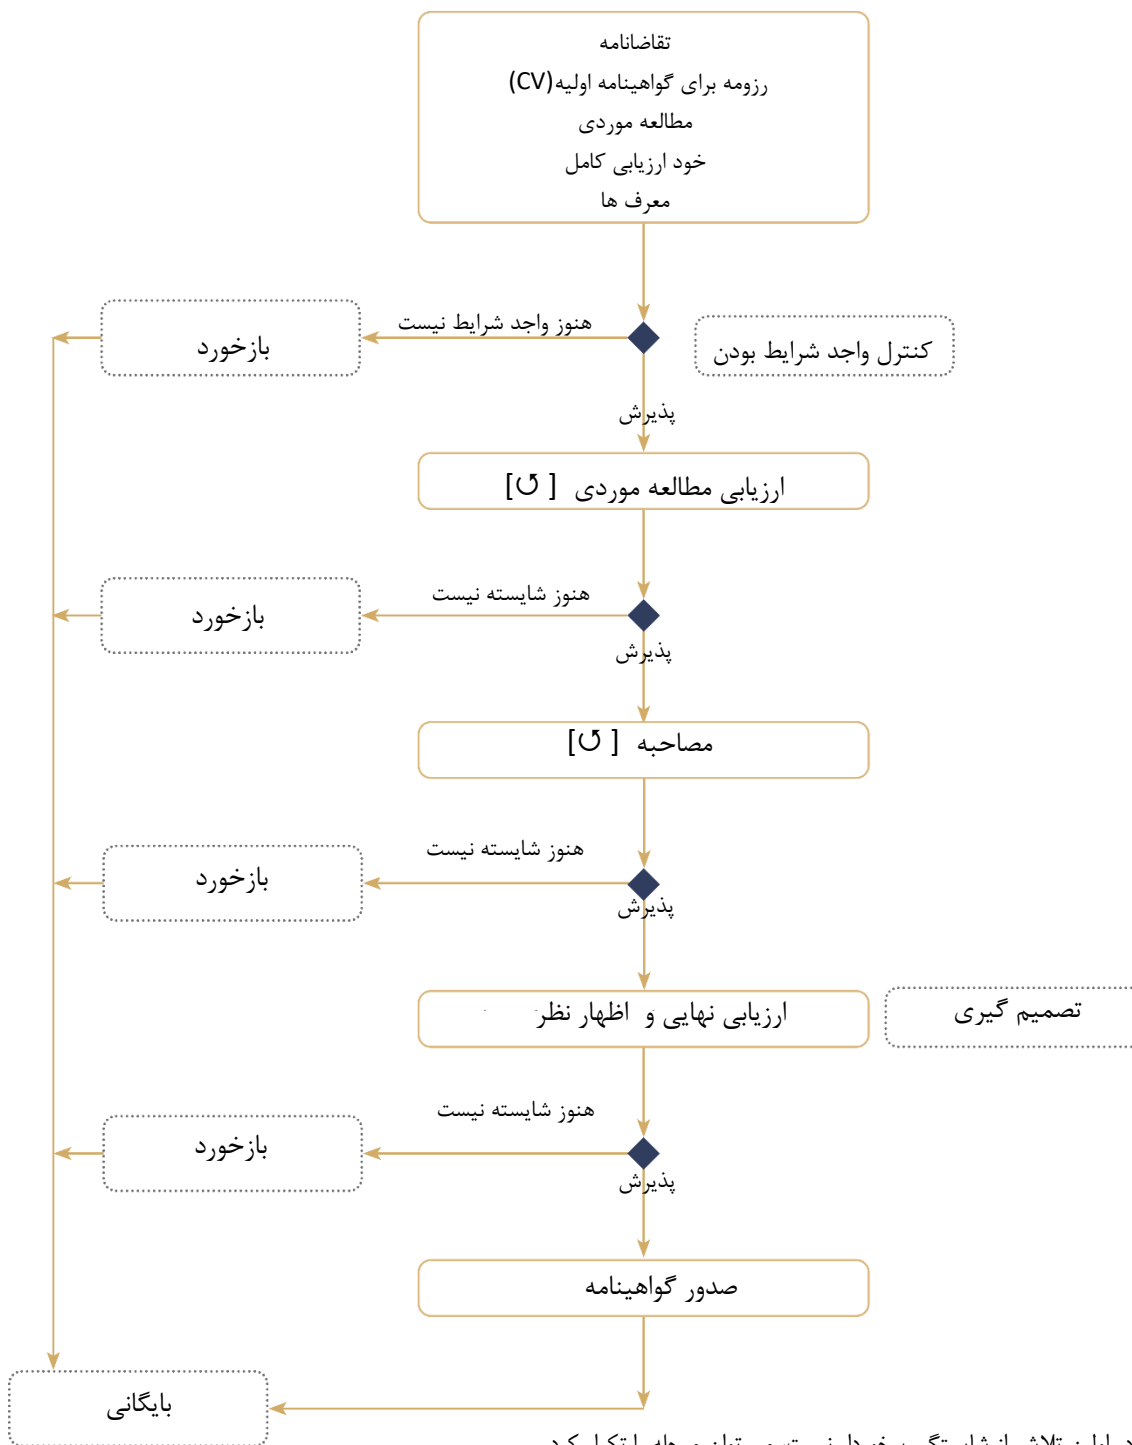 تقاضانامه
رزومه برای گواهینامه اولیه(CV)
مطالعه موردی
خود ارزیابی کامل
معرف ها
کنترل واجد شرایط بودن
هنوز واجد شرایط نیست
بازخورد
پذیرش
ارزیابی مطالعه موردی [↺]
هنوز شایسته نیست
بازخورد
پذیرش
مصاحبه [↺]
هنوز شایسته نیست
بازخورد
پذیرش
تصمیم گیری
ارزیابی نهایی و اظهار نظر
هنوز شایسته نیست
بازخورد
پذیرش
صدور گواهینامه
بایگانی